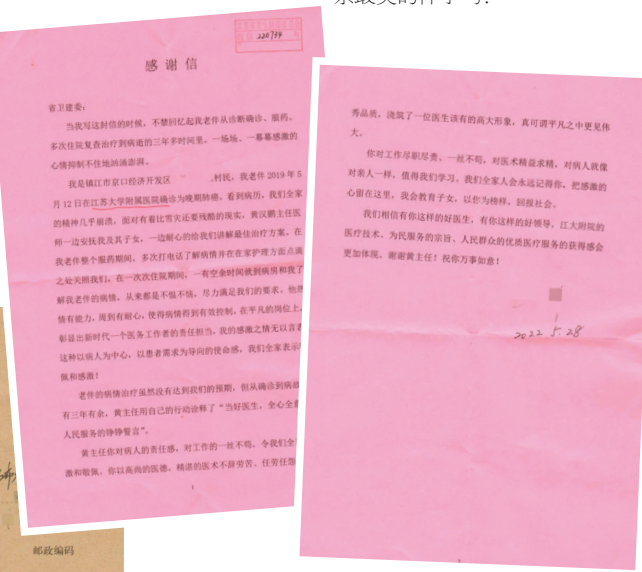 感谢信
220734
省卫建委：
当我写这封信的时候，不禁回忆起我老伴从诊断确诊、服药、
多次住院复查治疗到病逝的三年多时间里，一场场、一幕幕感激的
心情抑制不住地汹涌澎湃。
我是镇江市京口经济开发区 村民，我老伴 2019 年 5
月 12 日在江苏大学附属医院确诊为晚期肺癌，看到病历，我们全家
的精神几乎崩溃。面对有着比雪灾还要残酷的现实，黄汉鹏主任医
师一边安抚我及其子女，一边耐心的给我们讲解最佳治疗方案。在
我老伴整个服药期间，多次打电话了解病情并在在家护理方面点滴
之处关照我们，在一次次住院期间，一有空余时间就到病房和我了
解我老伴的病情，从来都是不愠不恼，尽力满足我们的要求，他热
情有能力，周到有耐心，使得病情得到有效控制，在平凡的岗位上，
彰显出新时代一个医务工作者的责任担当，我的感激之情无以言表
这种以病人为中心，以患者需求为导向的使命感，我们全家表示
佩和感激！
老伴的病情治疗虽然没有达到我们的预期，但从确诊到病故
有三年有余，黄主任用自己的行动诠释了“当好医生，全心全意
人民服务的铮铮誓言”。
黄主任你对病人的责任感，对工作的一丝不苟，令我们全
激和敬佩。你以高尚的医德，精湛的医术不辞劳苦、任劳任怨
1
秀品质，浇筑了一位医生该有的高大形象，真可谓平凡之中更见伟
大。
你对工作尽职尽责、一丝不苟，对医术精益求精，对病人就像
对亲人一样，值得我们学习。我们全家人会永远记得你，把感激的
心留在这里，我会教育子女，以你为榜样，回报社会。
我们相信有你这样的好医生，有你这样的好领导，江大附院的
医疗技术、为民服务的宗旨、人民群众的优质医疗服务的获得感会
更加体现。谢谢黄主任！祝你万事如意！
2022.5.28
邮政编码